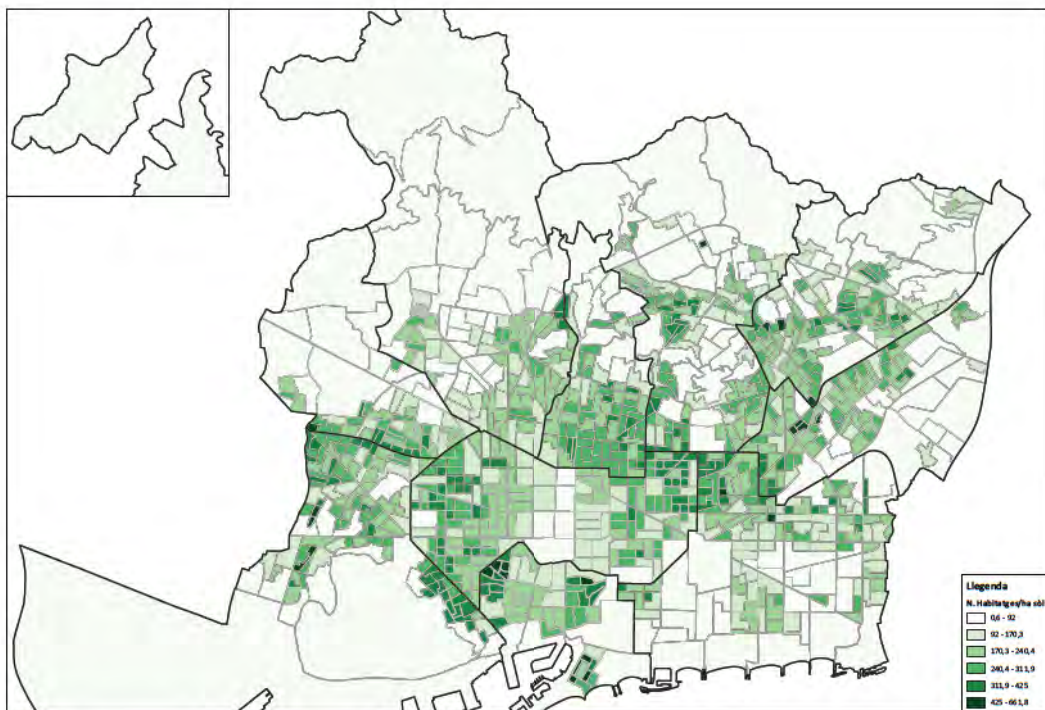 Llegenda
N. Habitatges/ha sòl
0,6 - 92
92 - 170,3
170,3 - 240,4
240,4 - 311,9
311,9 - 425
425 - 661,8